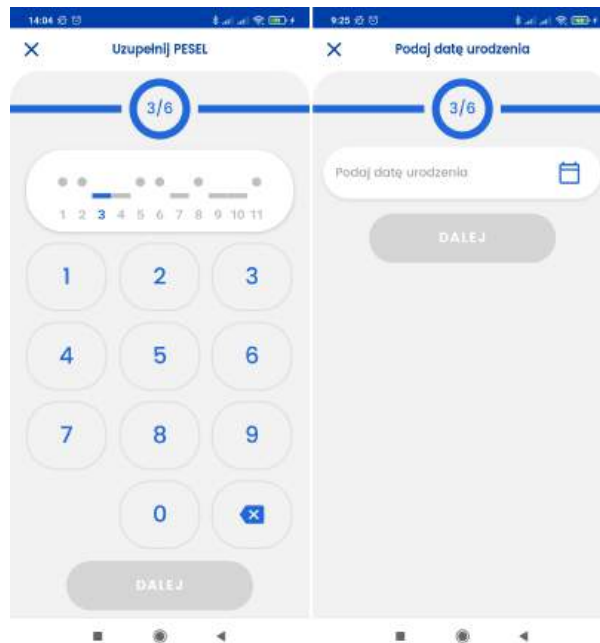 14:04
Uzupełnij PESEL
3/6
1 2 3 4 5 6 7 8 9 10 11
1 2 3
4 5 6
7 8 9
0
DALEJ
9:25
Podaj datę urodzenia
3/6
Podaj datę urodzenia
DALEJ